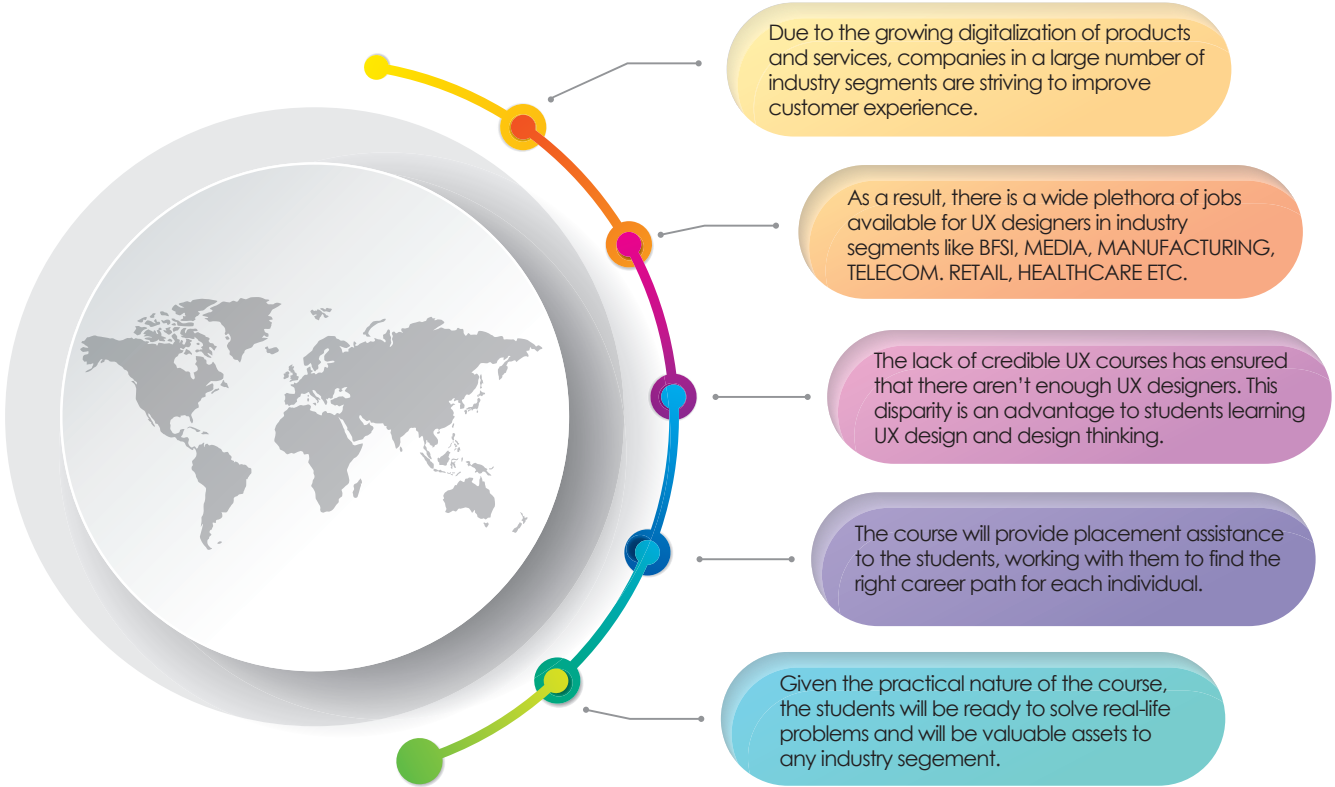 Due to the growing digitalization of products
and services, companies in a large number of
industry segments are striving to improve
customer experience.
As a result, there is a wide plethora of jobs
available for UX designers in industry
segments like BFSI, MEDIA, MANUFACTURING,
TELECOM. RETAIL, HEALTHCARE ETC.
The lack of credible UX courses has ensured
that there aren’t enough UX designers. This
disparity is an advantage to students learning
UX design and design thinking.
The course will provide placement assistance
to the students, working with them to find the
right career path for each individual.
Given the practical nature of the course,
the students will be ready to solve real-life
problems and will be valuable assets to
any industry segement.